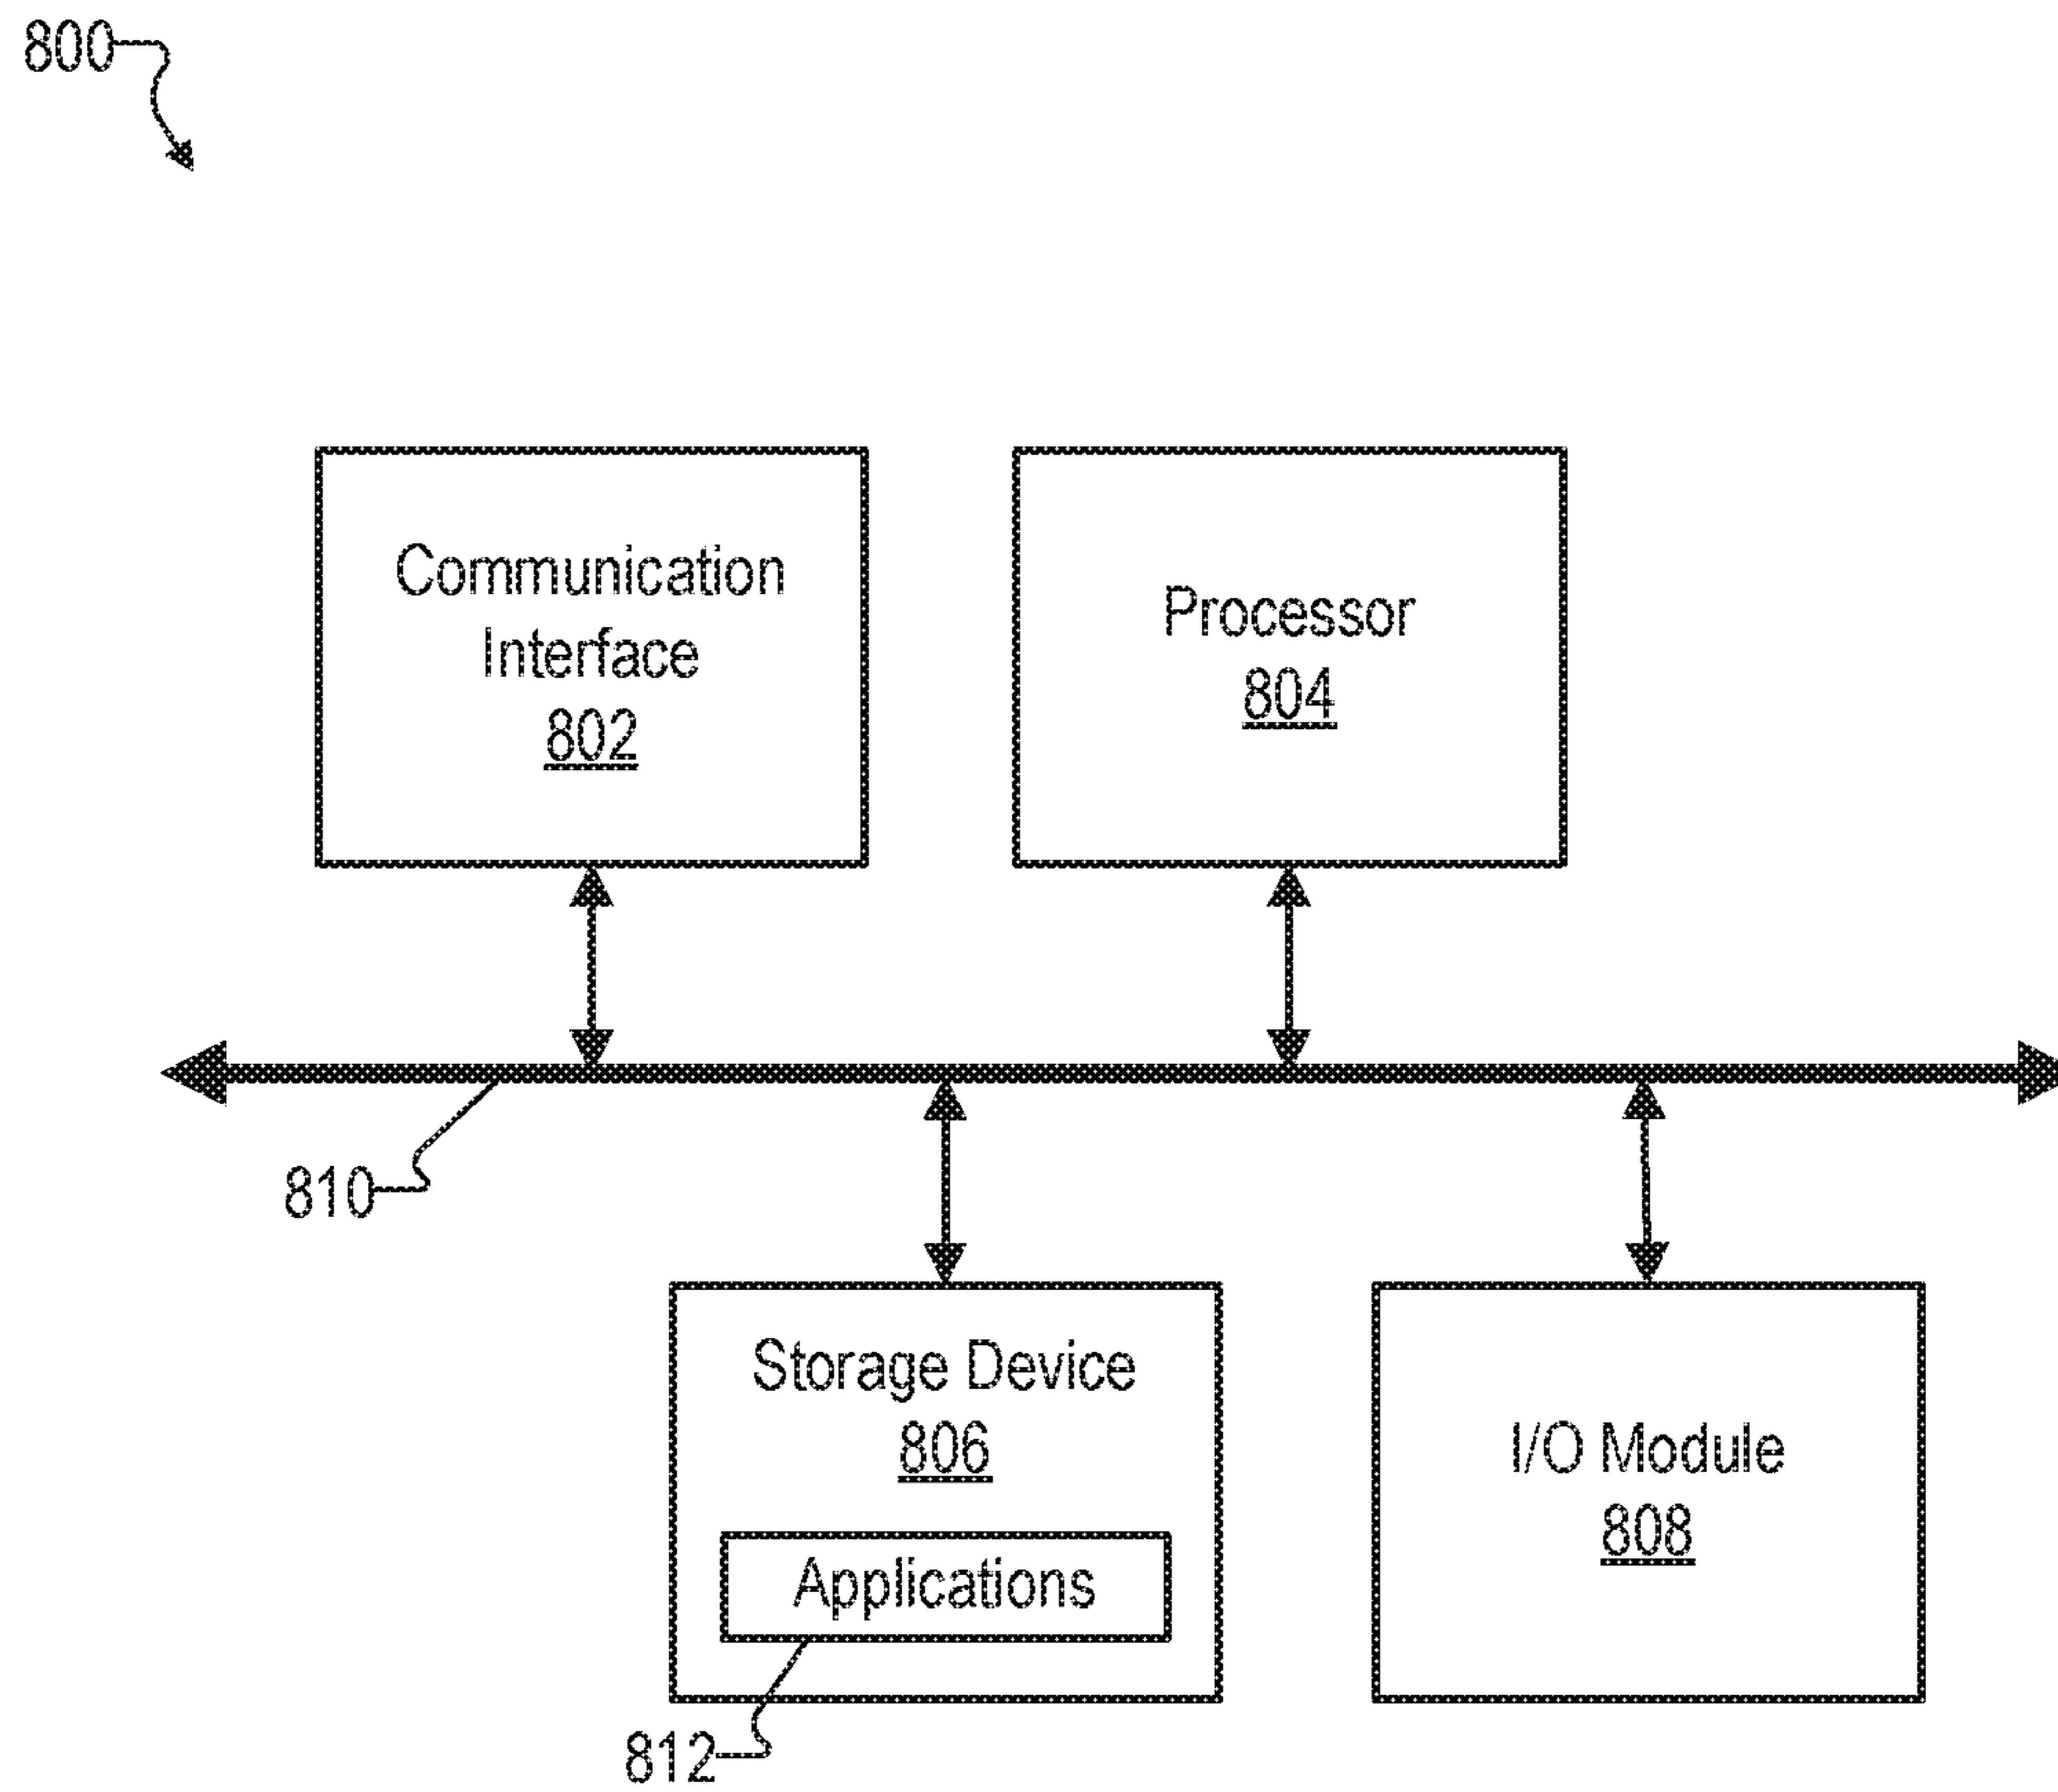 800
Communication
Interface
802
Processor
804
810
Storage Device
806
Applications
812
I/O Module
808